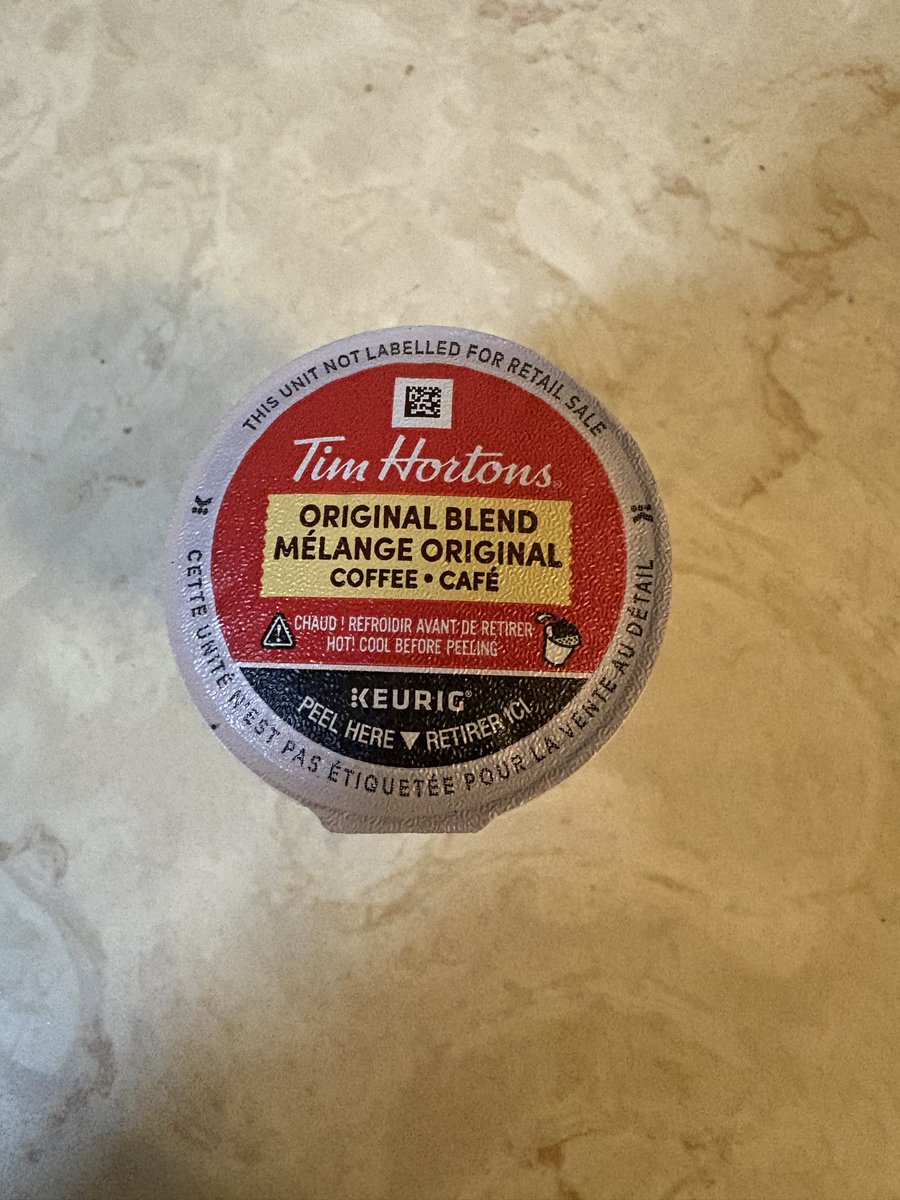 THIS UNIT NOT LABELLED FOR RETAIL SALE
Tim Hortons
ORIGINAL BLEND
MÉLANGE ORIGINAL
COFFEE • CAFÉ
CHAUD ! REFROIDIR AVANT DE RETIRER
HOT! COOL BEFORE PEELING
KEURIG®
PEEL HERE ▼ RETIRER ICI
CETTE UNITÉ N'EST PAS ÉTIQUETÉE POUR LA VENTE AU DÉTAIL